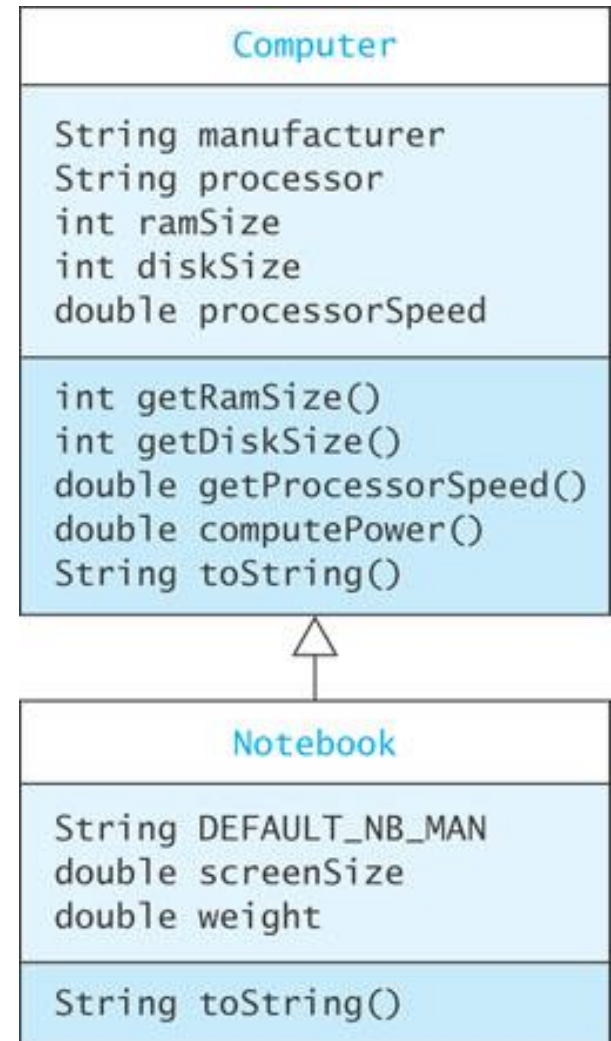 Computer
String manufacturer
String processor
int ramSize
int diskSize
double processorSpeed
int getRamSize()
int getDiskSize()
double getProcessorSpeed()
double computePower()
String toString()
Notebook
String DEFAULT_NB_MAN
double screenSize
double weight
String toString()